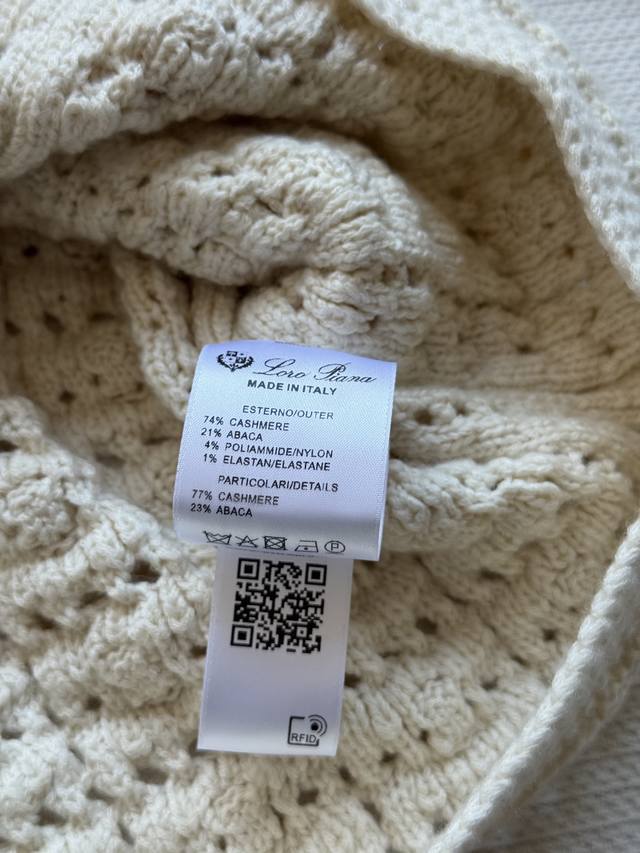 Loro Piana
MADE IN ITALY
ESTERNO/OUTER
74% CASHMERE
21% ABACA
4% POLIAMMIDE/NYLON
1% ELASTAN/ELASTANE
PARTICOLARI/DETAILS
77% CASHMERE
23% ABACA
P
RFID